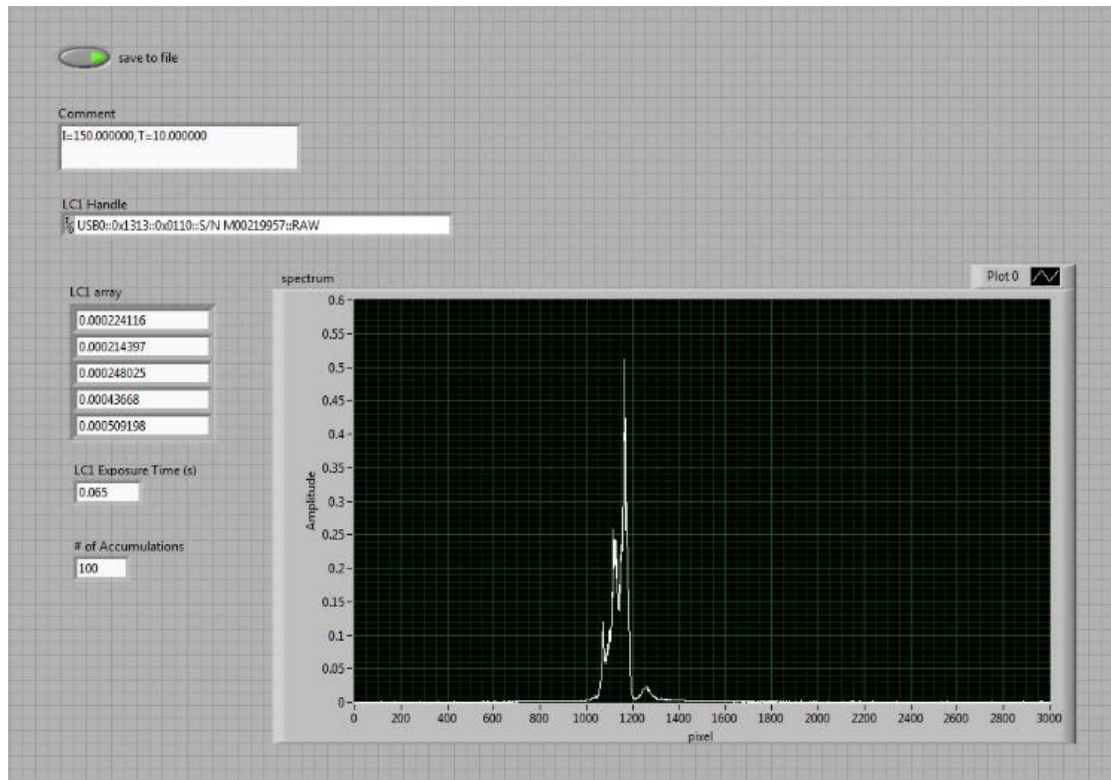 save to file
Comment
I=150.000000,T=10.000000
LC1 Handle
USB0::0x1313::0x0110::S/N M00219957::RAW
LC1 array
0.000224116
0.000214397
0.000248025
0.00043668
0.000509198
LC1 Exposure Time (s)
0.065
# of Accumulations
100
spectrum
Plot 0
Amplitude
0.6
0.55
0.5
0.45
0.4
0.35
0.3
0.25
0.2
0.15
0.1
0.05
0
0 200 400 600 800 1000 1200 1400 1600 1800 2000 2200 2400 2600 2800 3000
pixel